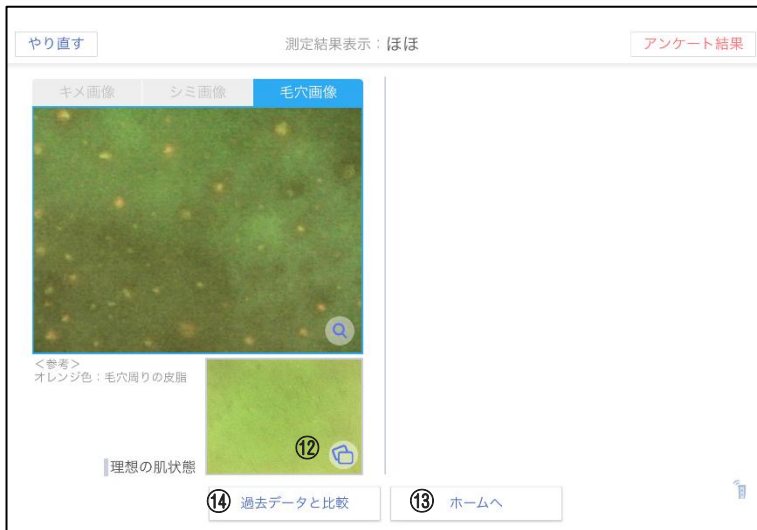 やり直す
測定結果表示：ほほ
アンケート結果
キメ画像
シミ画像
毛穴画像
＜参考＞
オレンジ色：毛穴周りの皮脂
⑫
理想の肌状態
⑭ 過去データと比較
⑬ ホームへ